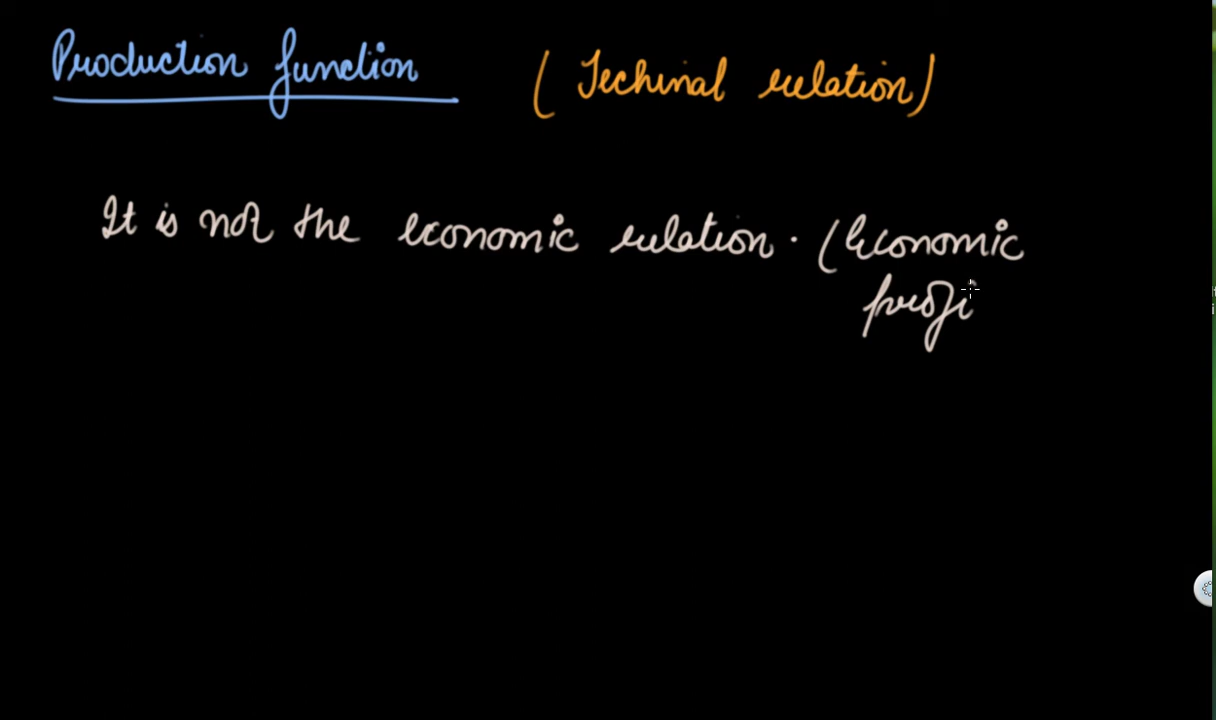 Production function (Techinal relation)
It is not the economic relation. (Economic
profi